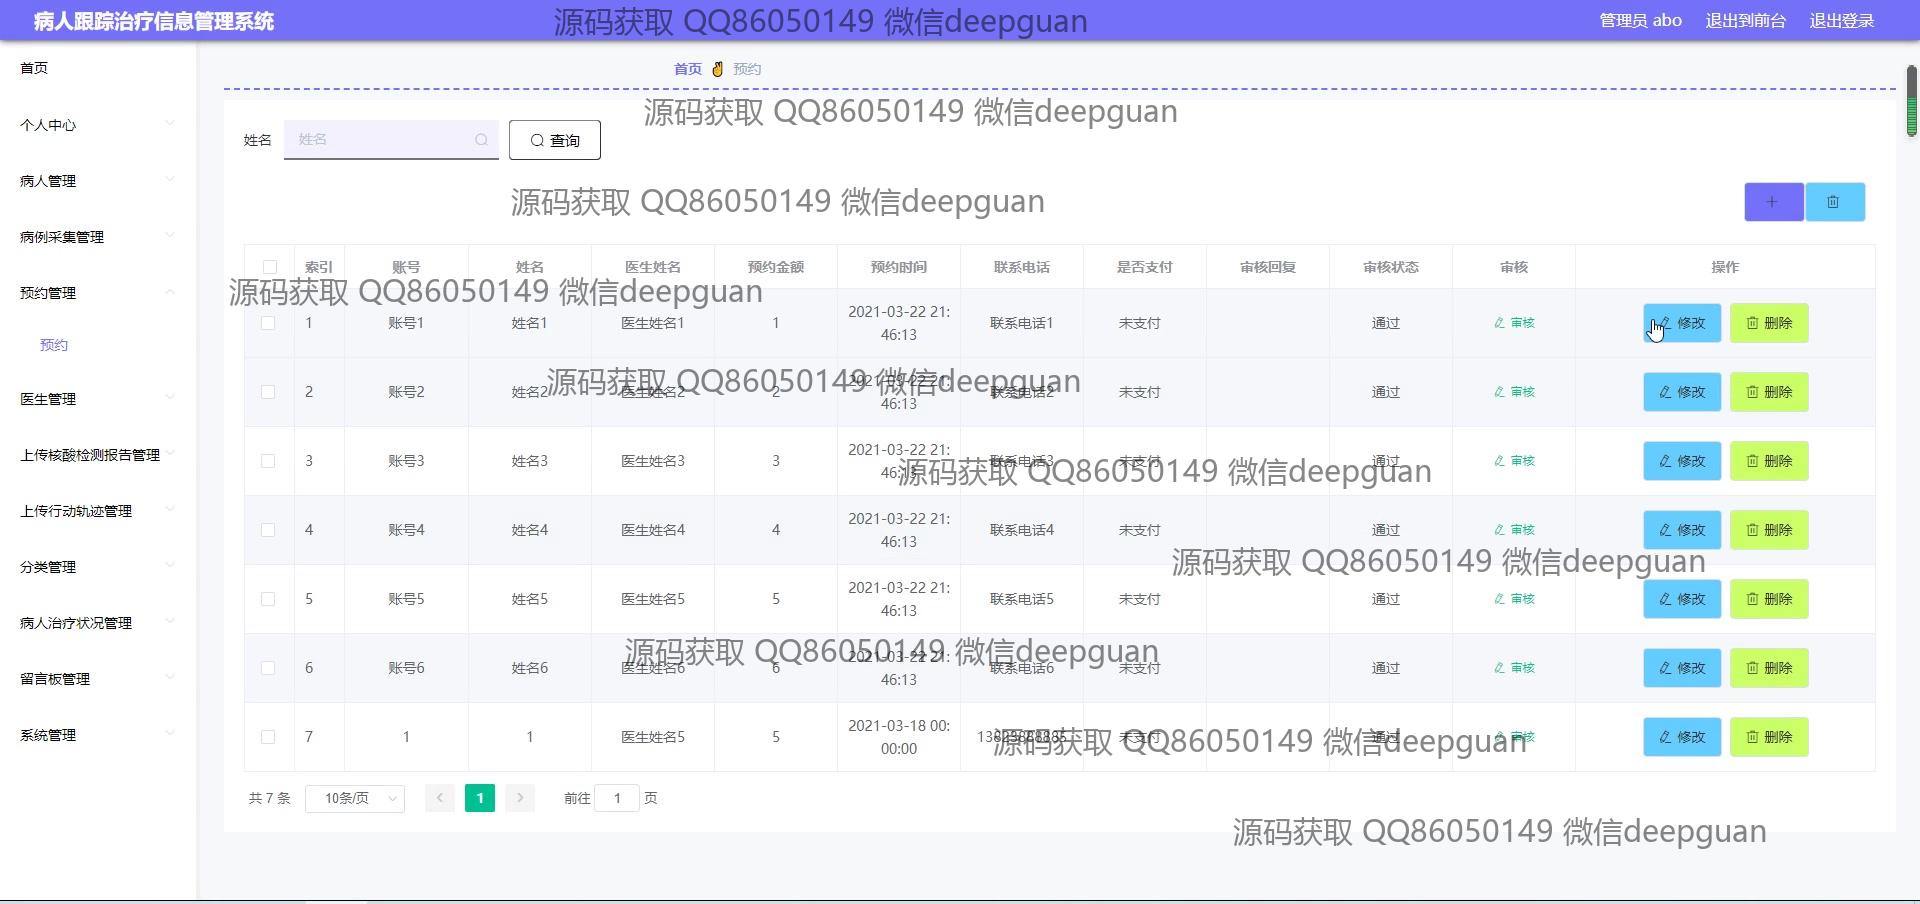 病人跟踪治疗信息管理系统
源码获取 QQ86050149 微信deepguan
管理员 abo 退出到前台 退出登录
首页
个人中心
病人管理
病例采集管理
预约管理
预约
医生管理
上传核酸检测报告管理
上传行动轨迹管理
分类管理
病人治疗状况管理
留言板管理
系统管理
首页 预约
源码获取 QQ86050149 微信deepguan
姓名 姓名 查询
源码获取 QQ86050149 微信deepguan
索引 账号 姓名 医生姓名 预约金额 预约时间 联系电话 是否支付 审核回复 审核状态 审核 操作
源码获取 QQ86050149 微信deepguan
1 账号1 姓名1 医生姓名1 1 2021-03-22 21:46:13 联系电话1 未支付 通过 审核 修改 删除
源码获取 QQ86050149 微信deepguan
2 账号2 姓名2 医生姓名2 2 2021-03-22 21:46:13 联系电话2 未支付 通过 审核 修改 删除
3 账号3 姓名3 医生姓名3 3 2021-03-22 21:46:13 联系电话3 未支付 通过 审核 修改 删除
源码获取 QQ86050149 微信deepguan
4 账号4 姓名4 医生姓名4 4 2021-03-22 21:46:13 联系电话4 未支付 通过 审核 修改 删除
源码获取 QQ86050149 微信deepguan
5 账号5 姓名5 医生姓名5 5 2021-03-22 21:46:13 联系电话5 未支付 通过 审核 修改 删除
源码获取 QQ86050149 微信deepguan
6 账号6 姓名6 医生姓名6 6 2021-03-22 21:46:13 联系电话6 未支付 通过 审核 修改 删除
7 1 1 医生姓名5 5 2021-03-18 00:00:00 未支付 通过 审核 修改 删除
源码获取 QQ86050149 微信deepguan
共 7 条 10条/页 1 前往 1 页
源码获取 QQ86050149 微信deepguan